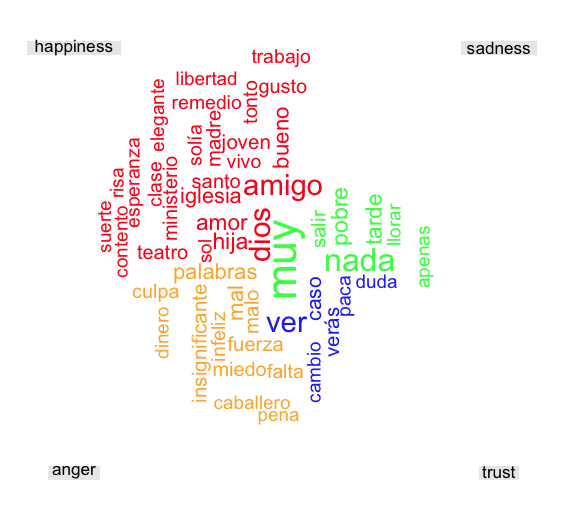 happiness
sadness
trabajo
libertad
gusto
remedio
tonto
elegante
solía
madre
joven
bueno
vivo
clase
esperanza
risa
ministerio
santo
amigo
iglesia
suerte
contento
amor
dios
hija
sol
teatro
muy
salir
pobre
tarde
llorar
nada
apenas
palabras
culpa
dinero
insignificante
infeliz
mal
malo
fuerza
miedo
falta
caballero
pena
ver
caso
paca
duda
verás
cambio
anger
trust